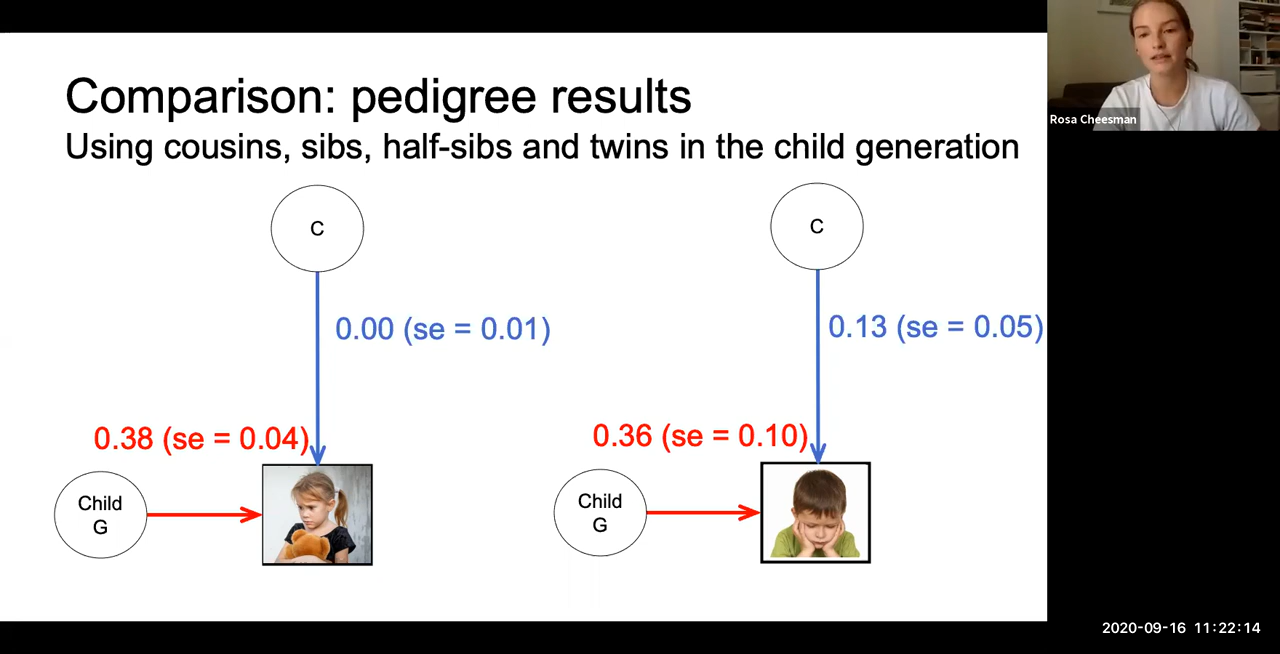 Comparison: pedigree results
Using cousins, sibs, half-sibs and twins in the child generation
C
0.00 (se = 0.01)
0.38 (se = 0.04)
Child
G
C
0.13 (se = 0.05)
0.36 (se = 0.10)
Child
G
Rosa Cheesman
2020-09-16 11:22:14